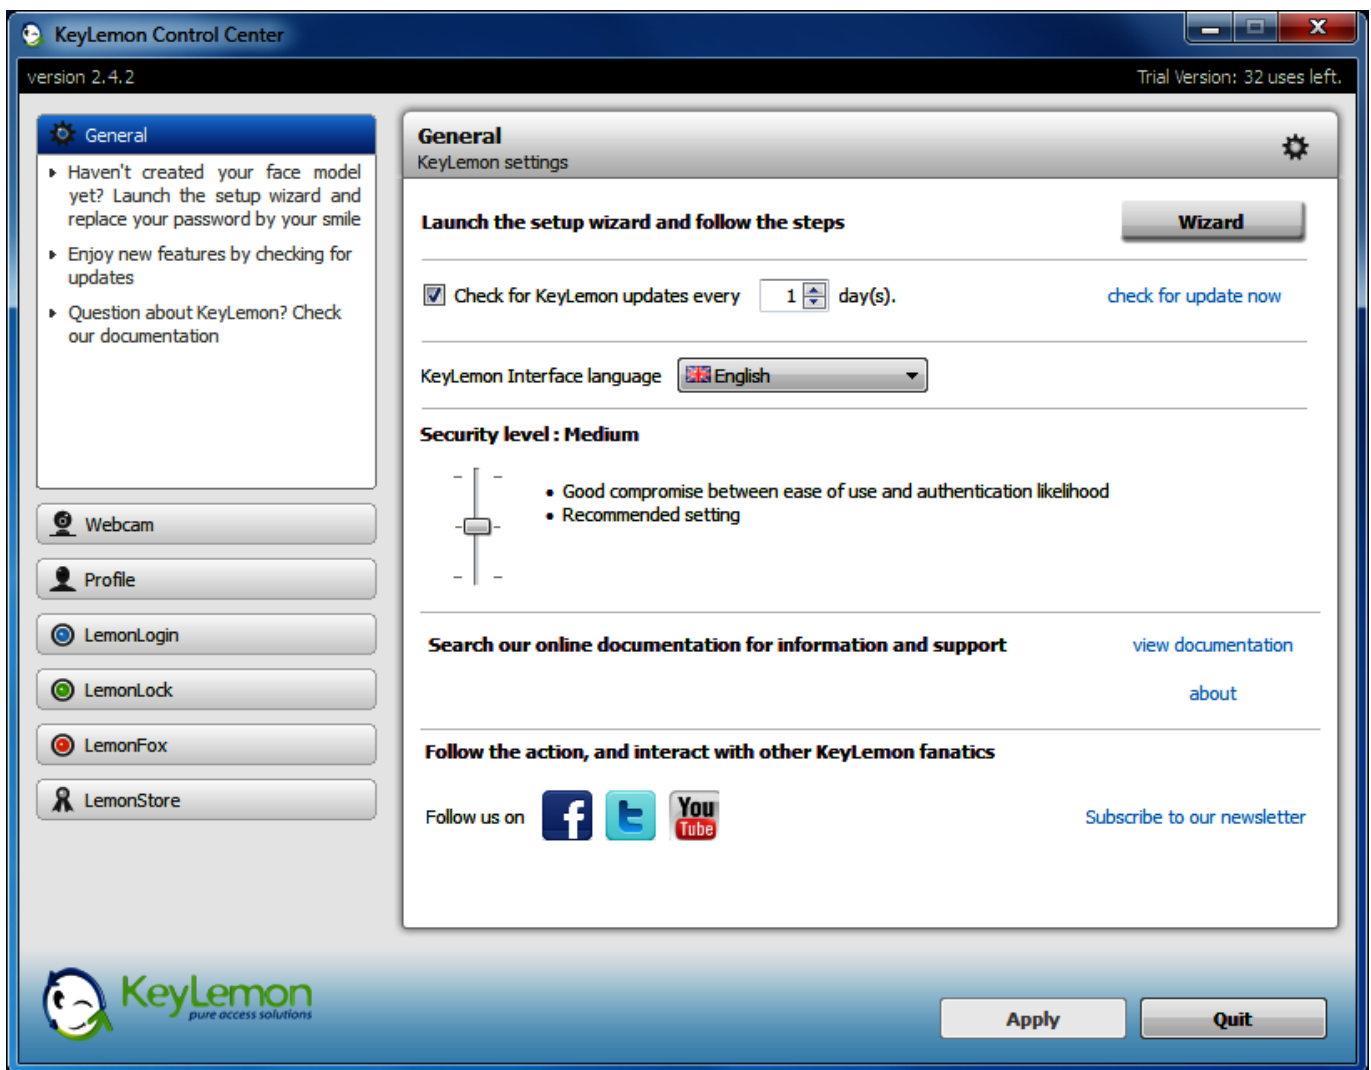 KeyLemon Control Center
version 2.4.2
Trial Version: 32 uses left.
General
Haven't created your face model
yet? Launch the setup wizard and
replace your password by your smile
Enjoy new features by checking for
updates
Question about KeyLemon? Check
our documentation
Webcam
Profile
LemonLogin
LemonLock
LemonFox
LemonStore
General
KeyLemon settings
Launch the setup wizard and follow the steps
Wizard
Check for KeyLemon updates every 1 day(s).
check for update now
KeyLemon Interface language English
Security level : Medium
Good compromise between ease of use and authentication likelihood
Recommended setting
Search our online documentation for information and support
view documentation
about
Follow the action, and interact with other KeyLemon fanatics
Follow us on
f
t
You
Tube
Subscribe to our newsletter
KeyLemon
pure access solutions
Apply
Quit